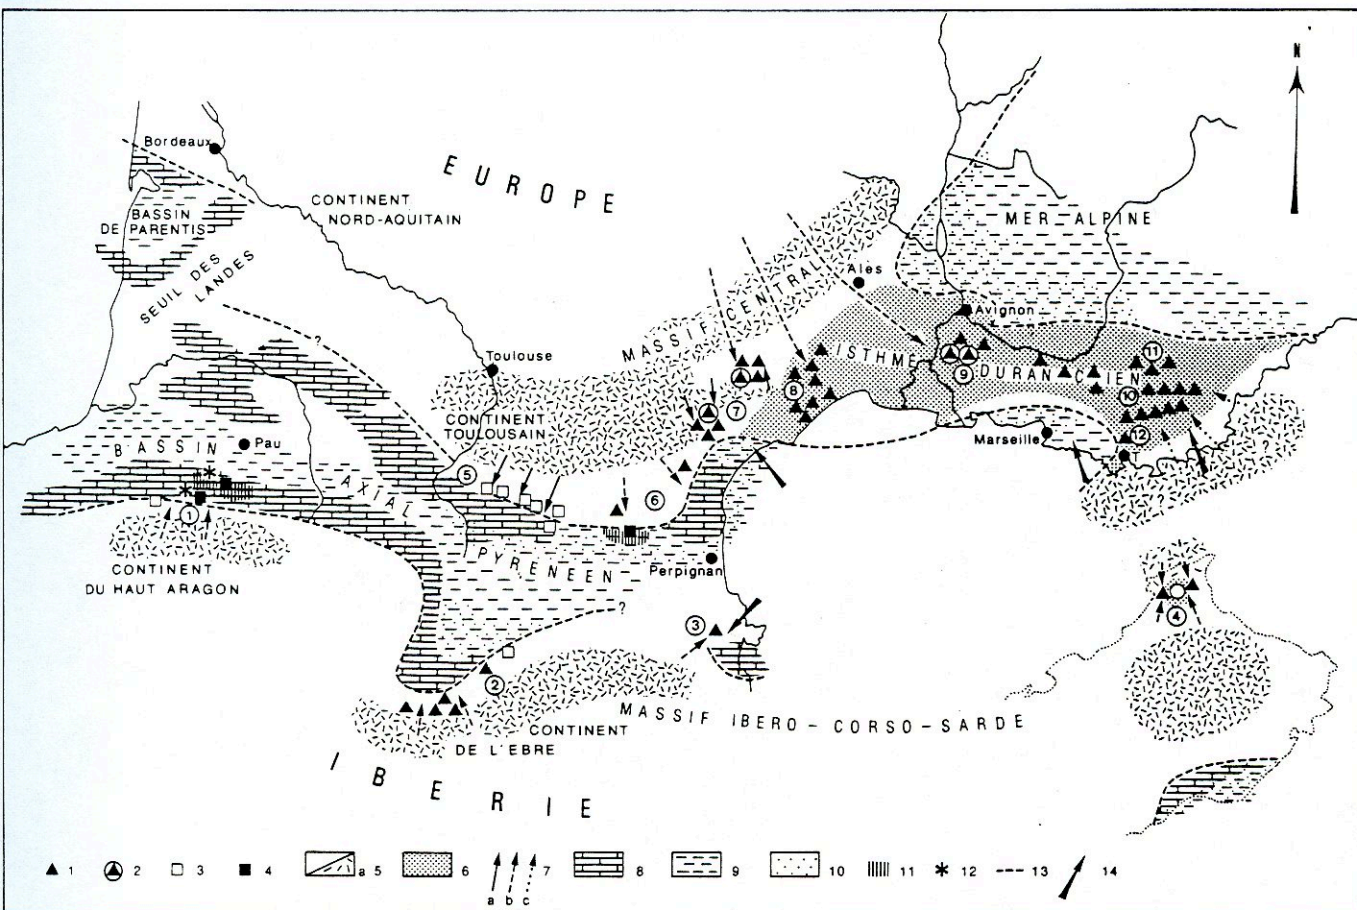 N
Bordeaux
EUROPE
CONTINENT
NORD-AQUITAIN
BASSIN
DE PARENTIS
SEUIL DES
LANDES
MER ALPINE
Ales
MASSIF CENTRAL
Avignon
?
Toulouse
ISTHME DURANCIEN
11
9
8
10
7
CONTINENT
TOULOUSAIN
Marseille
12
T
?
BASSIN
Pau
5
6
AXIAL
1
PYRENEEN
Perpignan
CONTINENT
DU HAUT ARAGON
?
3
4
2
MASSIF IBERO-CORSO-SARDE
CONTINENT
DE L'EBRE
IBERIE
1 2 3 4 a 5 6 7 8 9 10 11 12 13 14
a b c